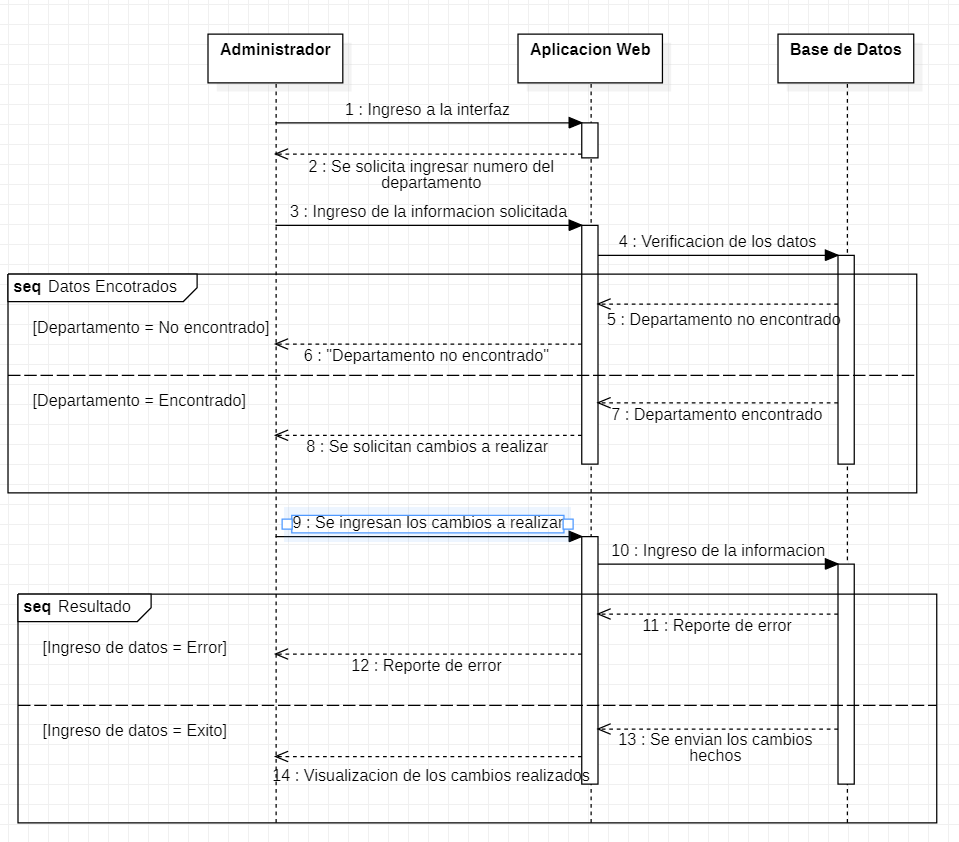 Administrador
Aplicacion Web
Base de Datos
1 : Ingreso a la interfaz
2 : Se solicita ingresar numero del
departamento
3 : Ingreso de la informacion solicitada
4 : Verificacion de los datos
seq Datos Encotrados
5 : Departamento no encontrado
[Departamento = No encontrado]
6 : "Departamento no encontrado"
[Departamento = Encontrado]
7 : Departamento encontrado
8 : Se solicitan cambios a realizar
9 : Se ingresan los cambios a realizar
10 : Ingreso de la informacion
seq Resultado
11 : Reporte de error
[Ingreso de datos = Error]
12 : Reporte de error
[Ingreso de datos = Exito]
13 : Se envian los cambios
hechos
14 : Visualizacion de los cambios realizados